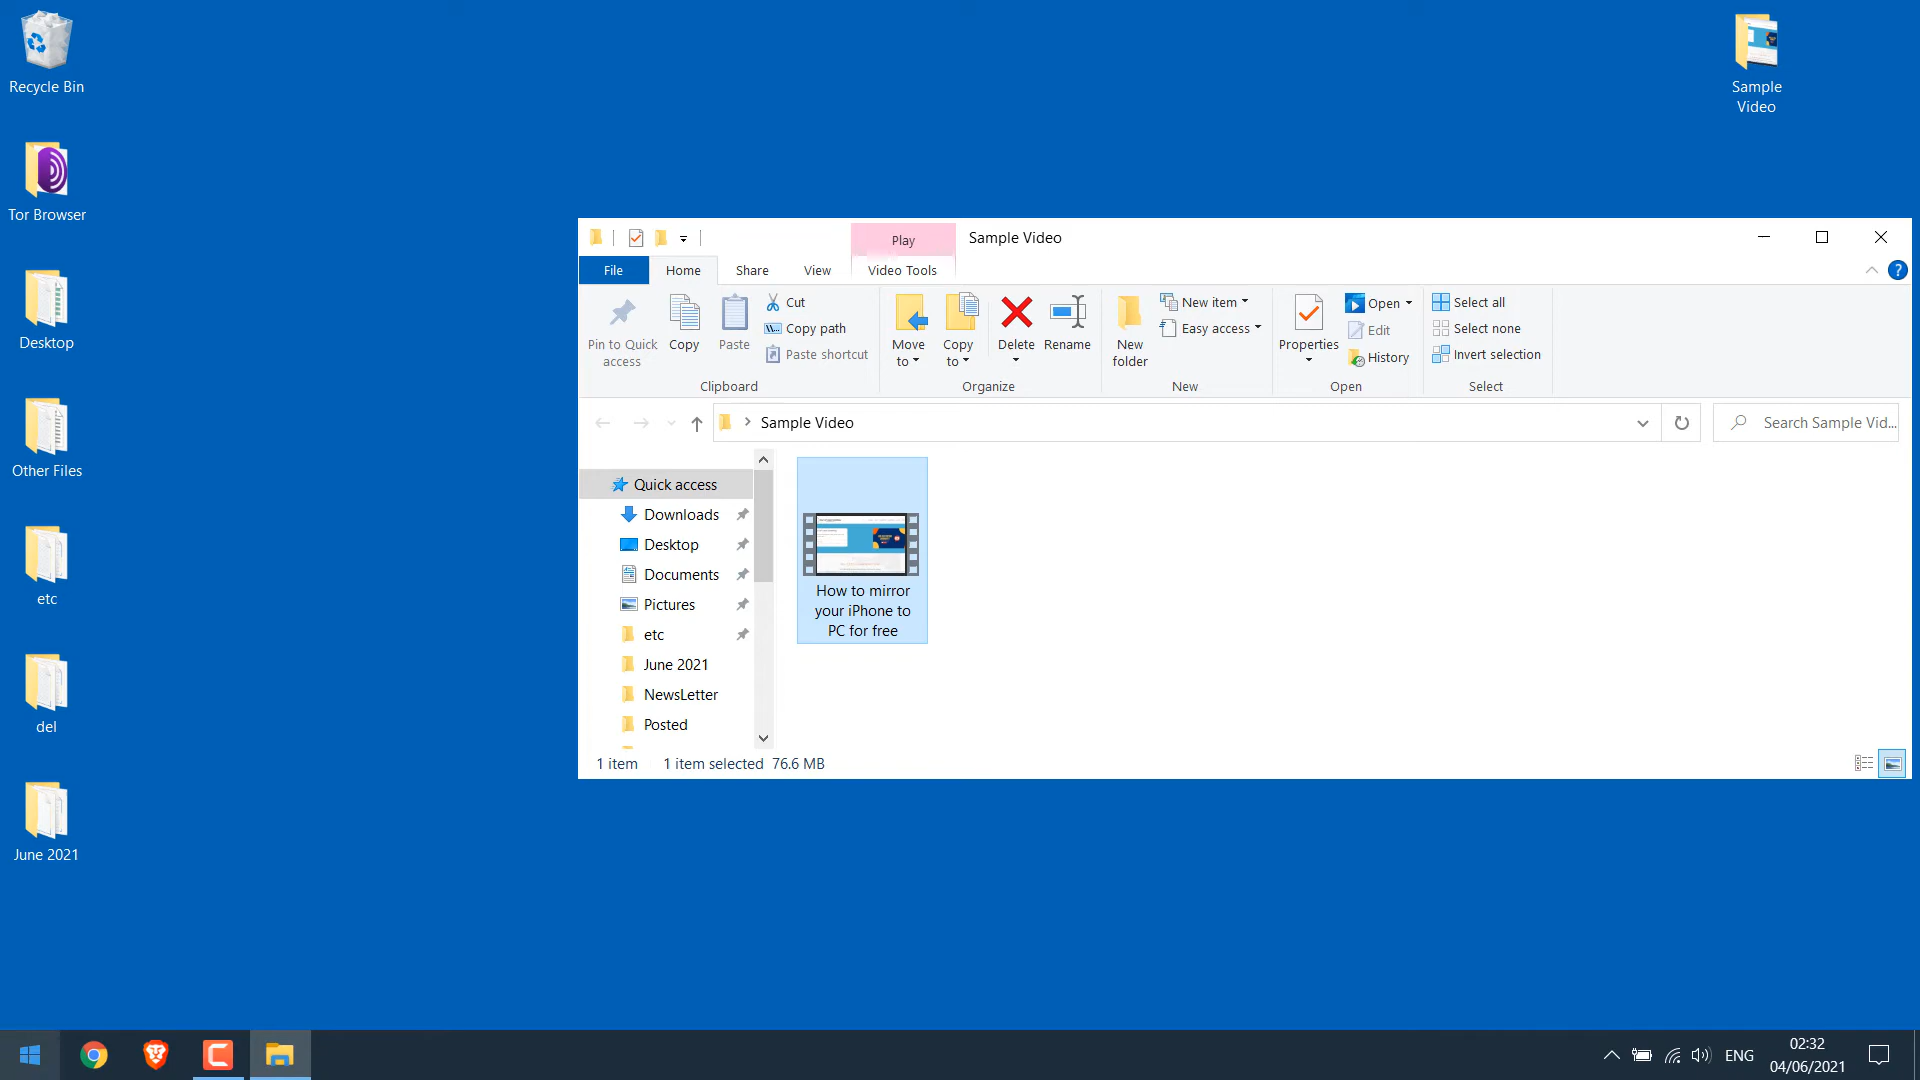 Recycle Bin
Tor Browser
Desktop
Other Files
etc
del
June 2021
Sample
Video
Play
Sample Video
File
Home
Share
View
Video Tools
?
Pin to Quick
access
Copy
Paste
Cut
Copy path
Paste shortcut
Clipboard
Move
to
Copy
to
Delete
Rename
Organize
New
folder
New item
Easy access
New
Properties
Open
Edit
History
Open
Select all
Select none
Invert selection
Select
Sample Video
Search Sample Vid...
Quick access
Downloads
Desktop
Documents
Pictures
etc
June 2021
NewsLetter
Posted
How to mirror
your iPhone to
PC for free
1 item
1 item selected 76.6 MB
ENG
02:32
04/06/2021